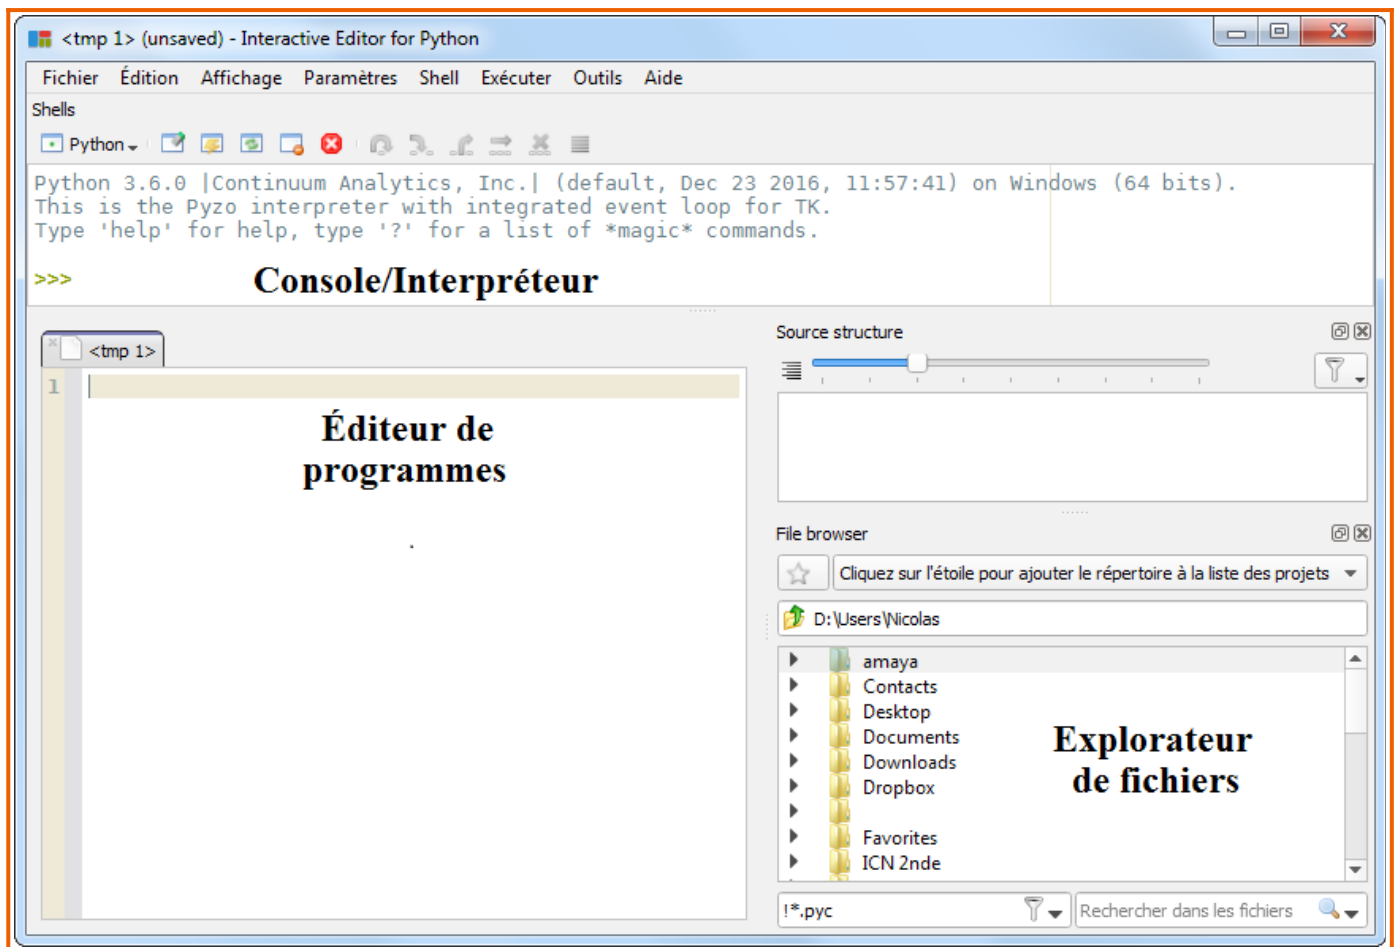 <tmp 1> (unsaved) - Interactive Editor for Python
Fichier Édition Affichage Paramètres Shell Exécuter Outils Aide
Shells
Python
Python 3.6.0 |Continuum Analytics, Inc.| (default, Dec 23 2016, 11:57:41) on Windows (64 bits).
This is the Pyzo interpreter with integrated event loop for TK.
Type 'help' for help, type '?' for a list of *magic* commands.
>>>
Console/Interpréteur
<tmp 1>
1
Éditeur de
programmes
.
Source structure
File browser
Cliquez sur l'étoile pour ajouter le répertoire à la liste des projets
D:\Users\Nicolas
amaya
Contacts
Desktop
Documents
Downloads
Dropbox
Favorites
ICN 2nde
Explorateur
de fichiers
!*.pyc
Rechercher dans les fichiers